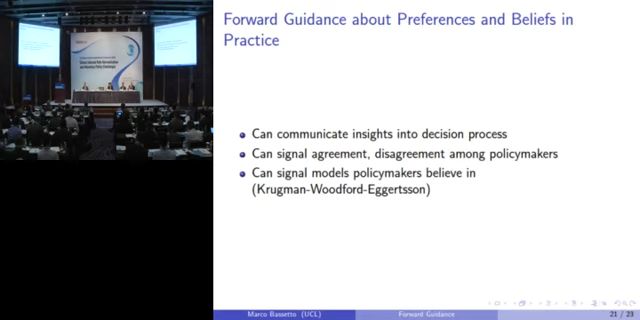 Forward Guidance about Preferences and Beliefs in
Practice
Can communicate insights into decision process
Can signal agreement, disagreement among policymakers
Can signal models policymakers believe in
(Krugman-Woodford-Eggertsson)
Marco Bassetto (UCL)
Forward Guidance
21 / 23